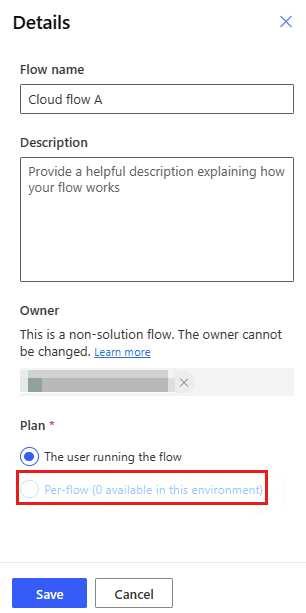 Details
Flow name
Cloud flow A
Description
Provide a helpful description explaining how
your flow works
Owner
This is a non-solution flow. The owner cannot
be changed. Learn more
Plan *
The user running the flow
Per-flow (0 available in this environment)
Save
Cancel